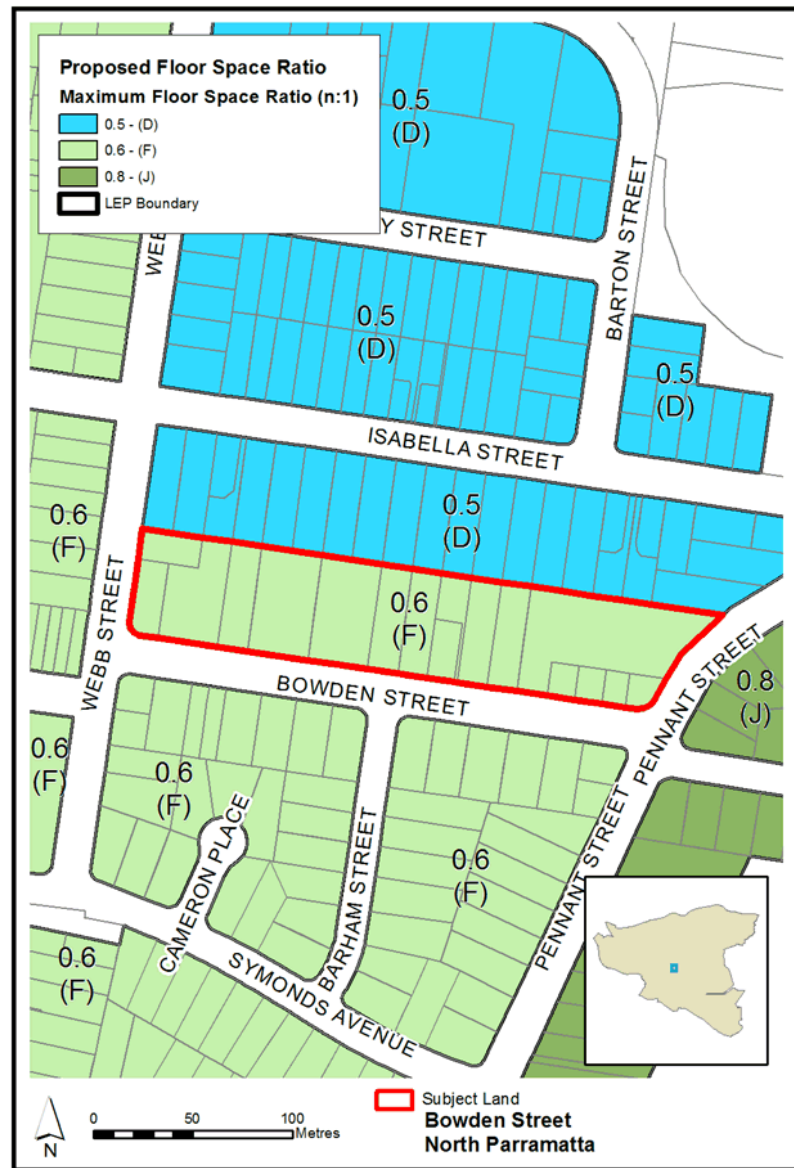 Proposed Floor Space Ratio
Maximum Floor Space Ratio (n:1)
0.5 - (D)
0.6 - (F)
0.8 - (J)
LEP Boundary
0.5
(D)
BARTON STREET
Y STREET
WEB
0.5
(D)
0.5
(D)
ISABELLA STREET
0.6
(F)
0.5
(D)
WEBB STREET
0.6
(F)
PENNANT STREET
0.8
(J)
BOWDEN STREET
0.6
(F)
0.6
(F)
CAMERON PLACE
BARHAM STREET
0.6
(F)
PENNANT STREET
0.6
(F)
SYMONDS AVENUE
N
0 50 100
Metres
Subject Land
Bowden Street
North Parramatta